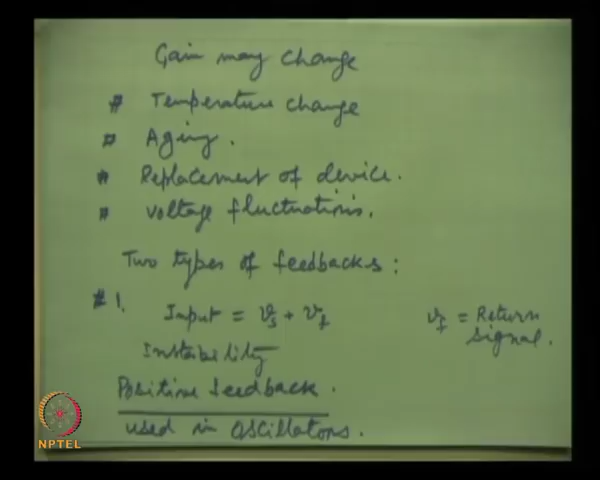 Gain may change
# Temperature change
# Aging.
# Replacement of device.
# Voltage fluctuations.
Two types of feedbacks:
# 1. Input = vs + vf
vf = Return signal.
Instability
Positive feedback.
used in oscillators.
NPTEL